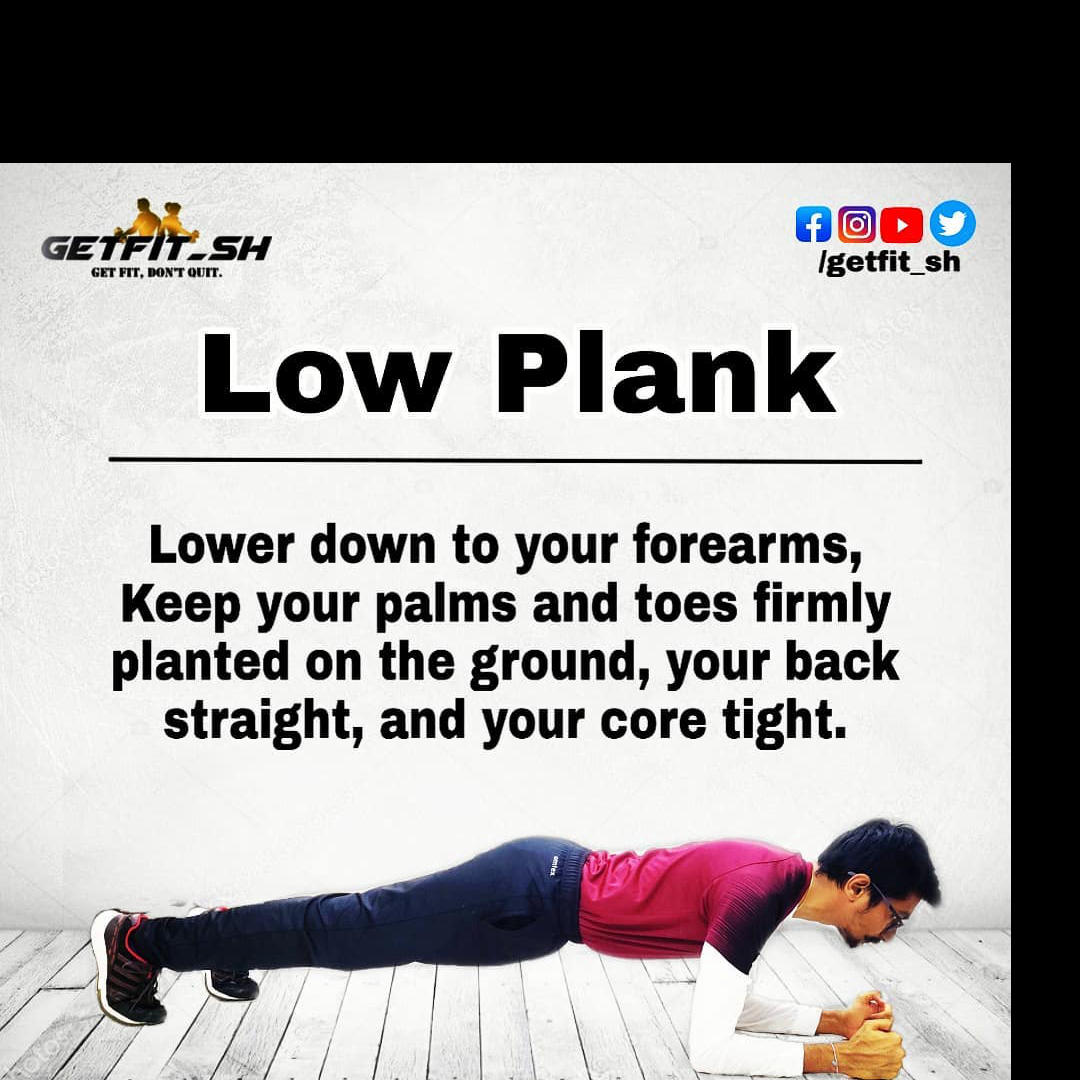 GETFIT_SH
GET FIT, DON'T QUIT.
/getfit_sh
Low Plank
Lower down to your forearms,
Keep your palms and toes firmly
planted on the ground, your back
straight, and your core tight.